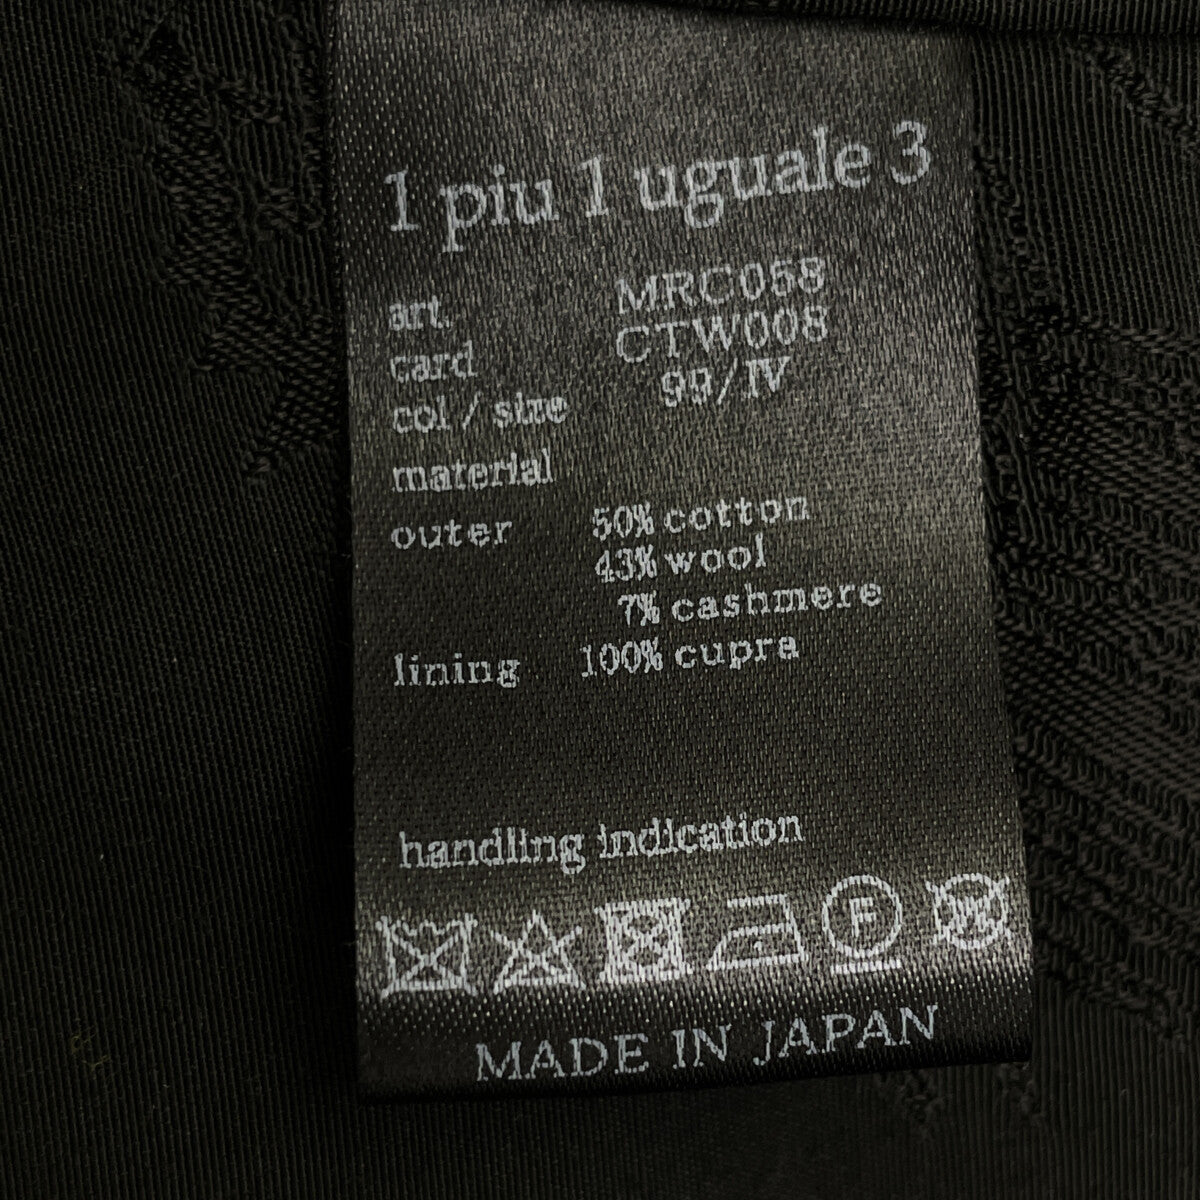 1 piu 1 uguale 3
art. MRC058
card CTW008
col / size 99/IV
material
outer 50% cotton
43% wool
7% cashmere
lining 100% cupra
handling indication
F W
MADE IN JAPAN